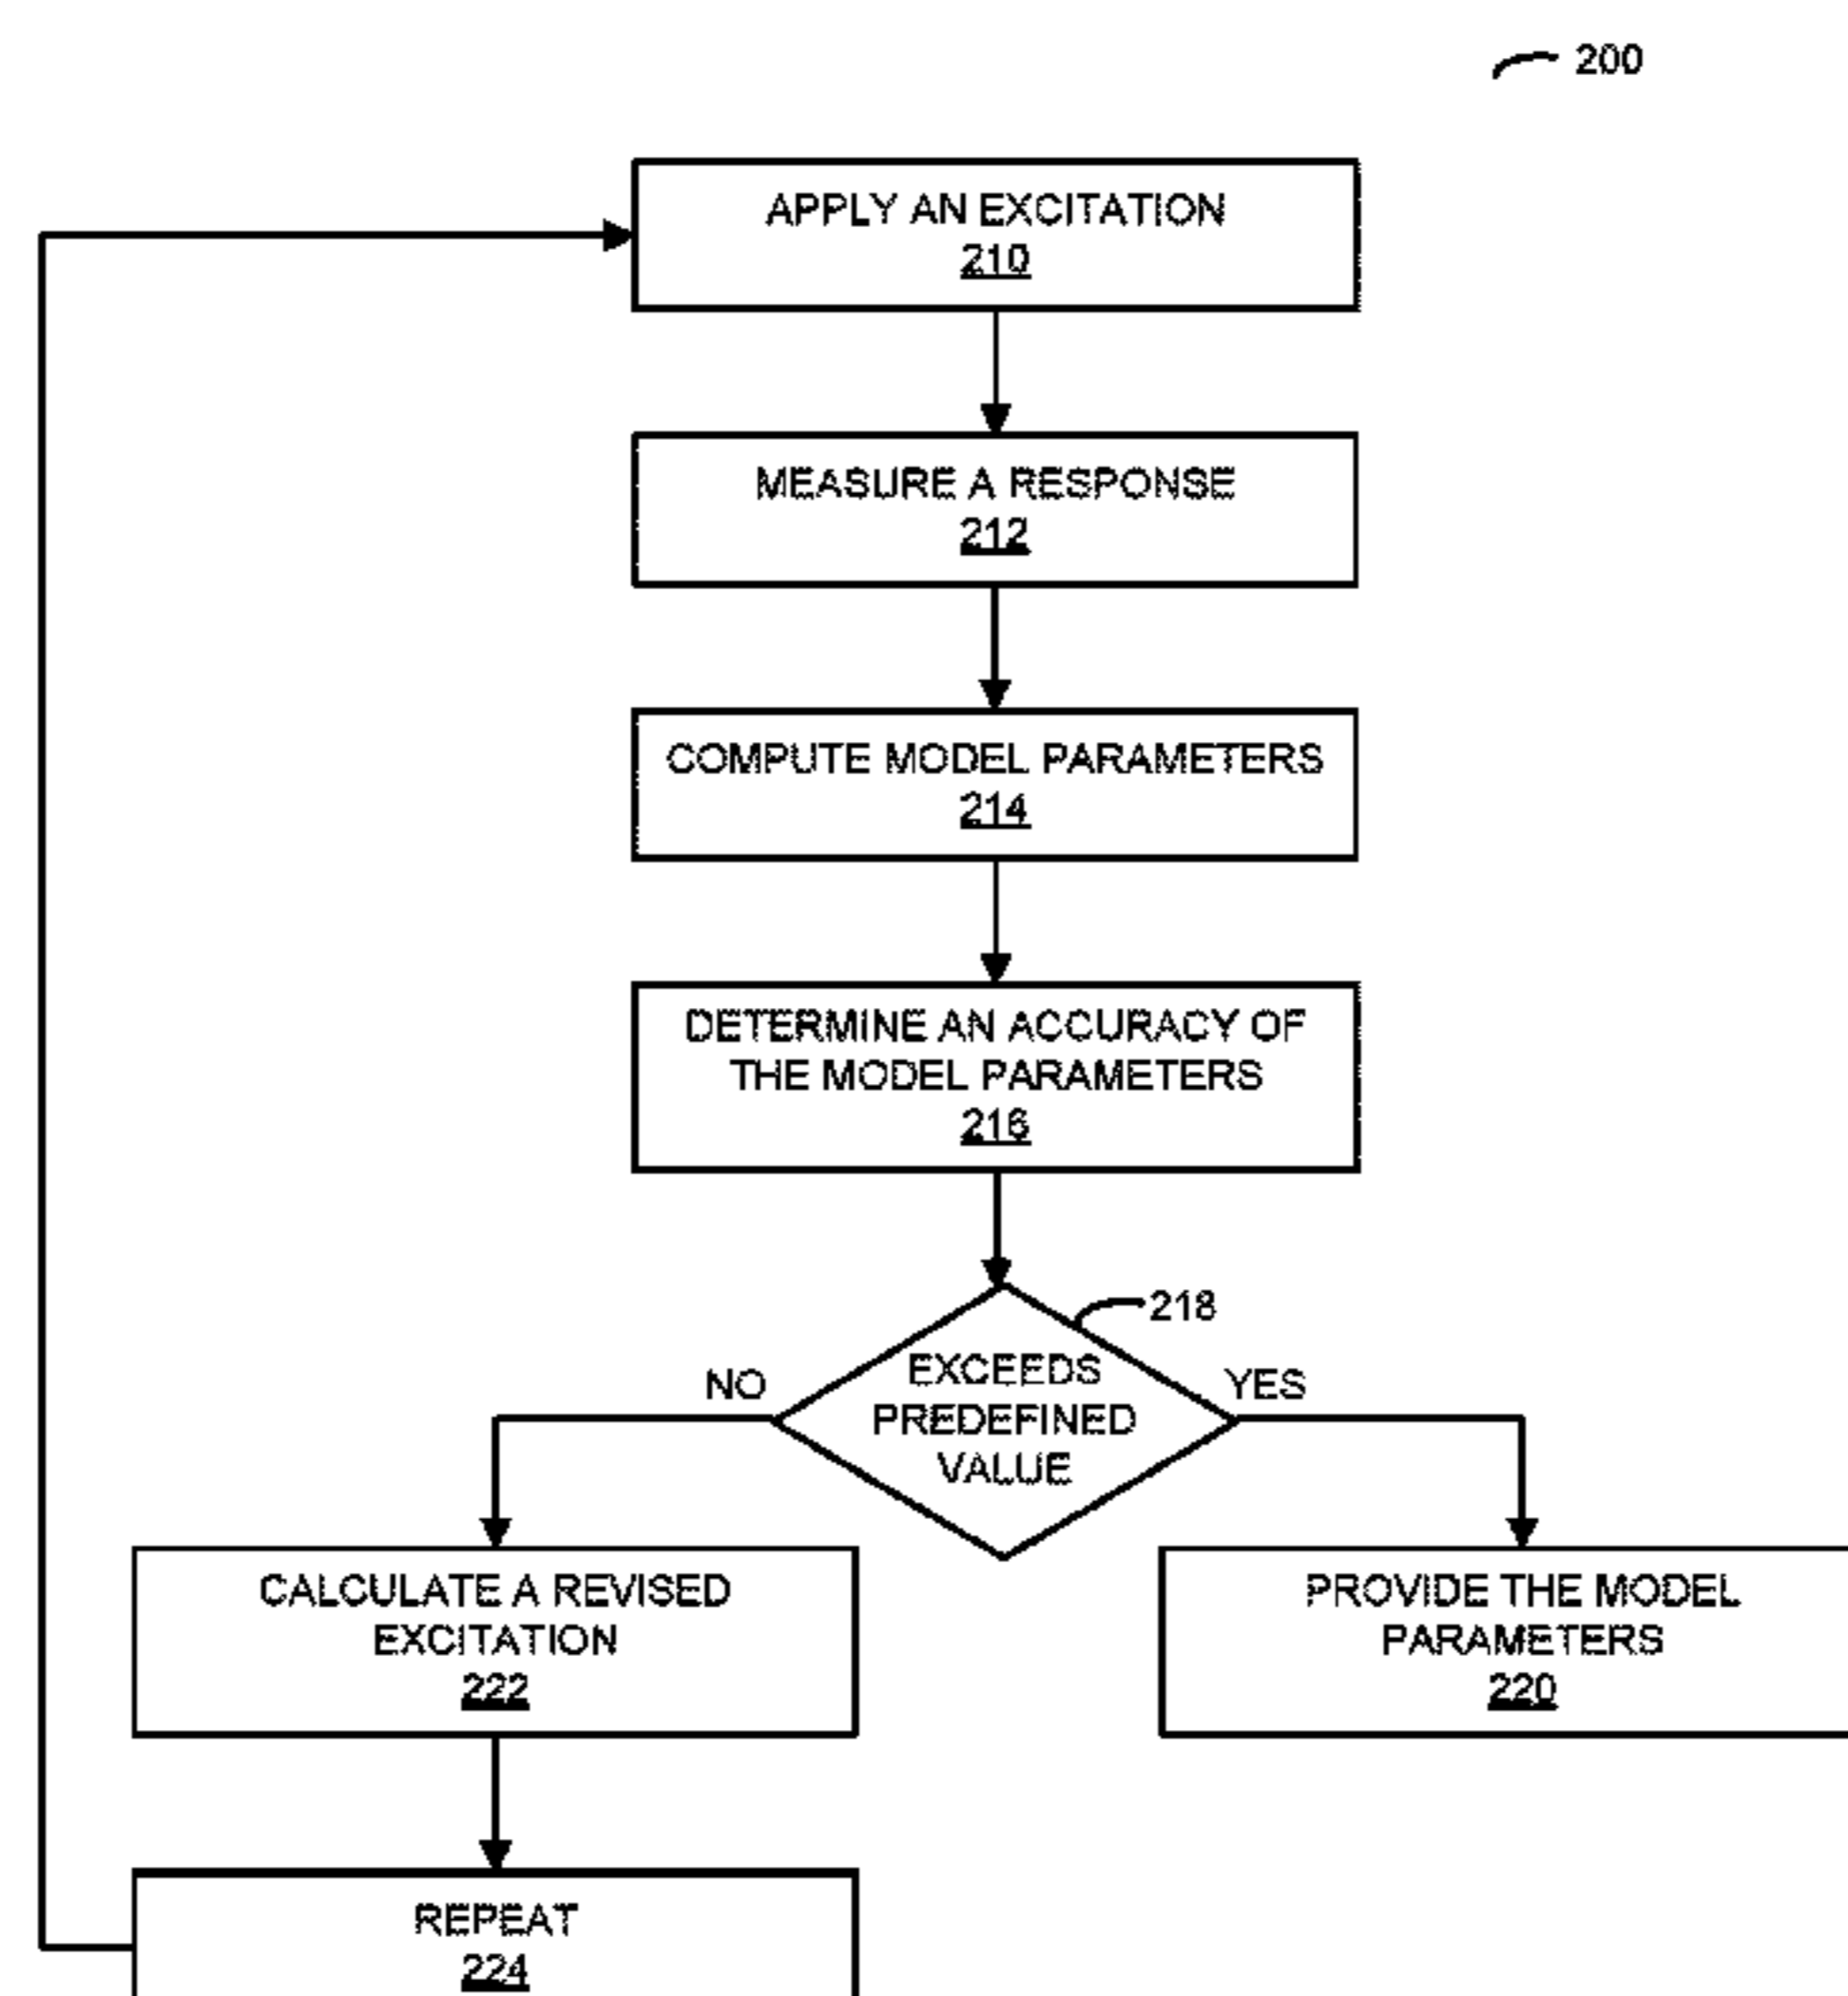 200
APPLY AN EXCITATION
210
MEASURE A RESPONSE
212
COMPUTE MODEL PARAMETERS
214
DETERMINE AN ACCURACY OF
THE MODEL PARAMETERS
216
218
EXCEEDS
PREDEFINED
VALUE
NO
YES
CALCULATE A REVISED
EXCITATION
222
PROVIDE THE MODEL
PARAMETERS
220
REPEAT
224